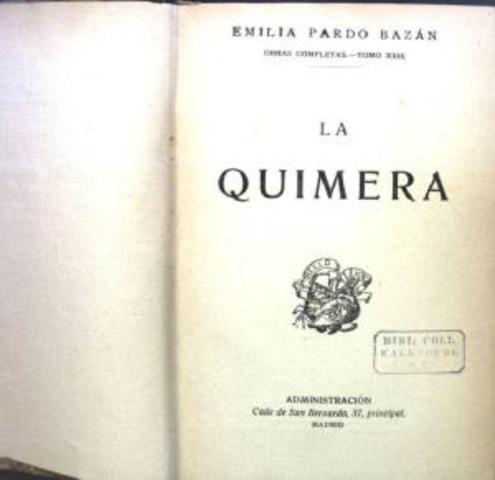 EMILIA PARDO BAZÁN
OBRAS COMPLETAS.—TOMO XXIX
LA
QUIMERA
BIBL: COLL
ADMINISTRACIÓN
Calle de San Bernardo, 37, principal.
MADRID